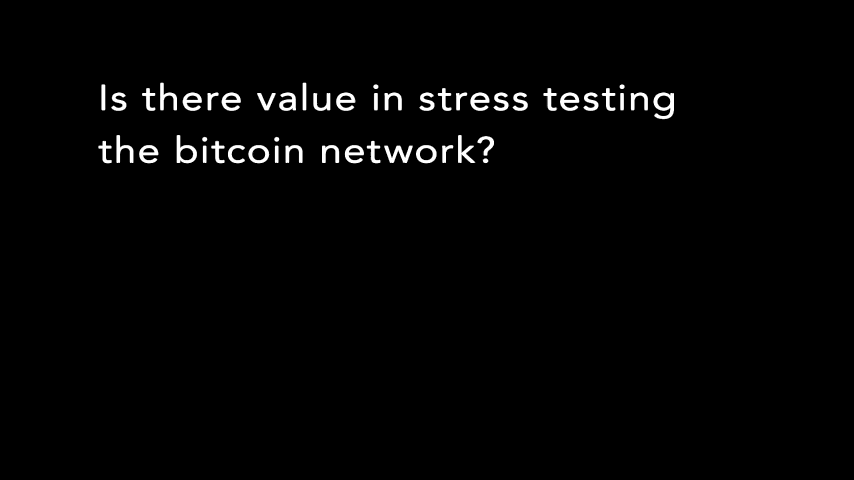 Is there value in stress testing
the bitcoin network?